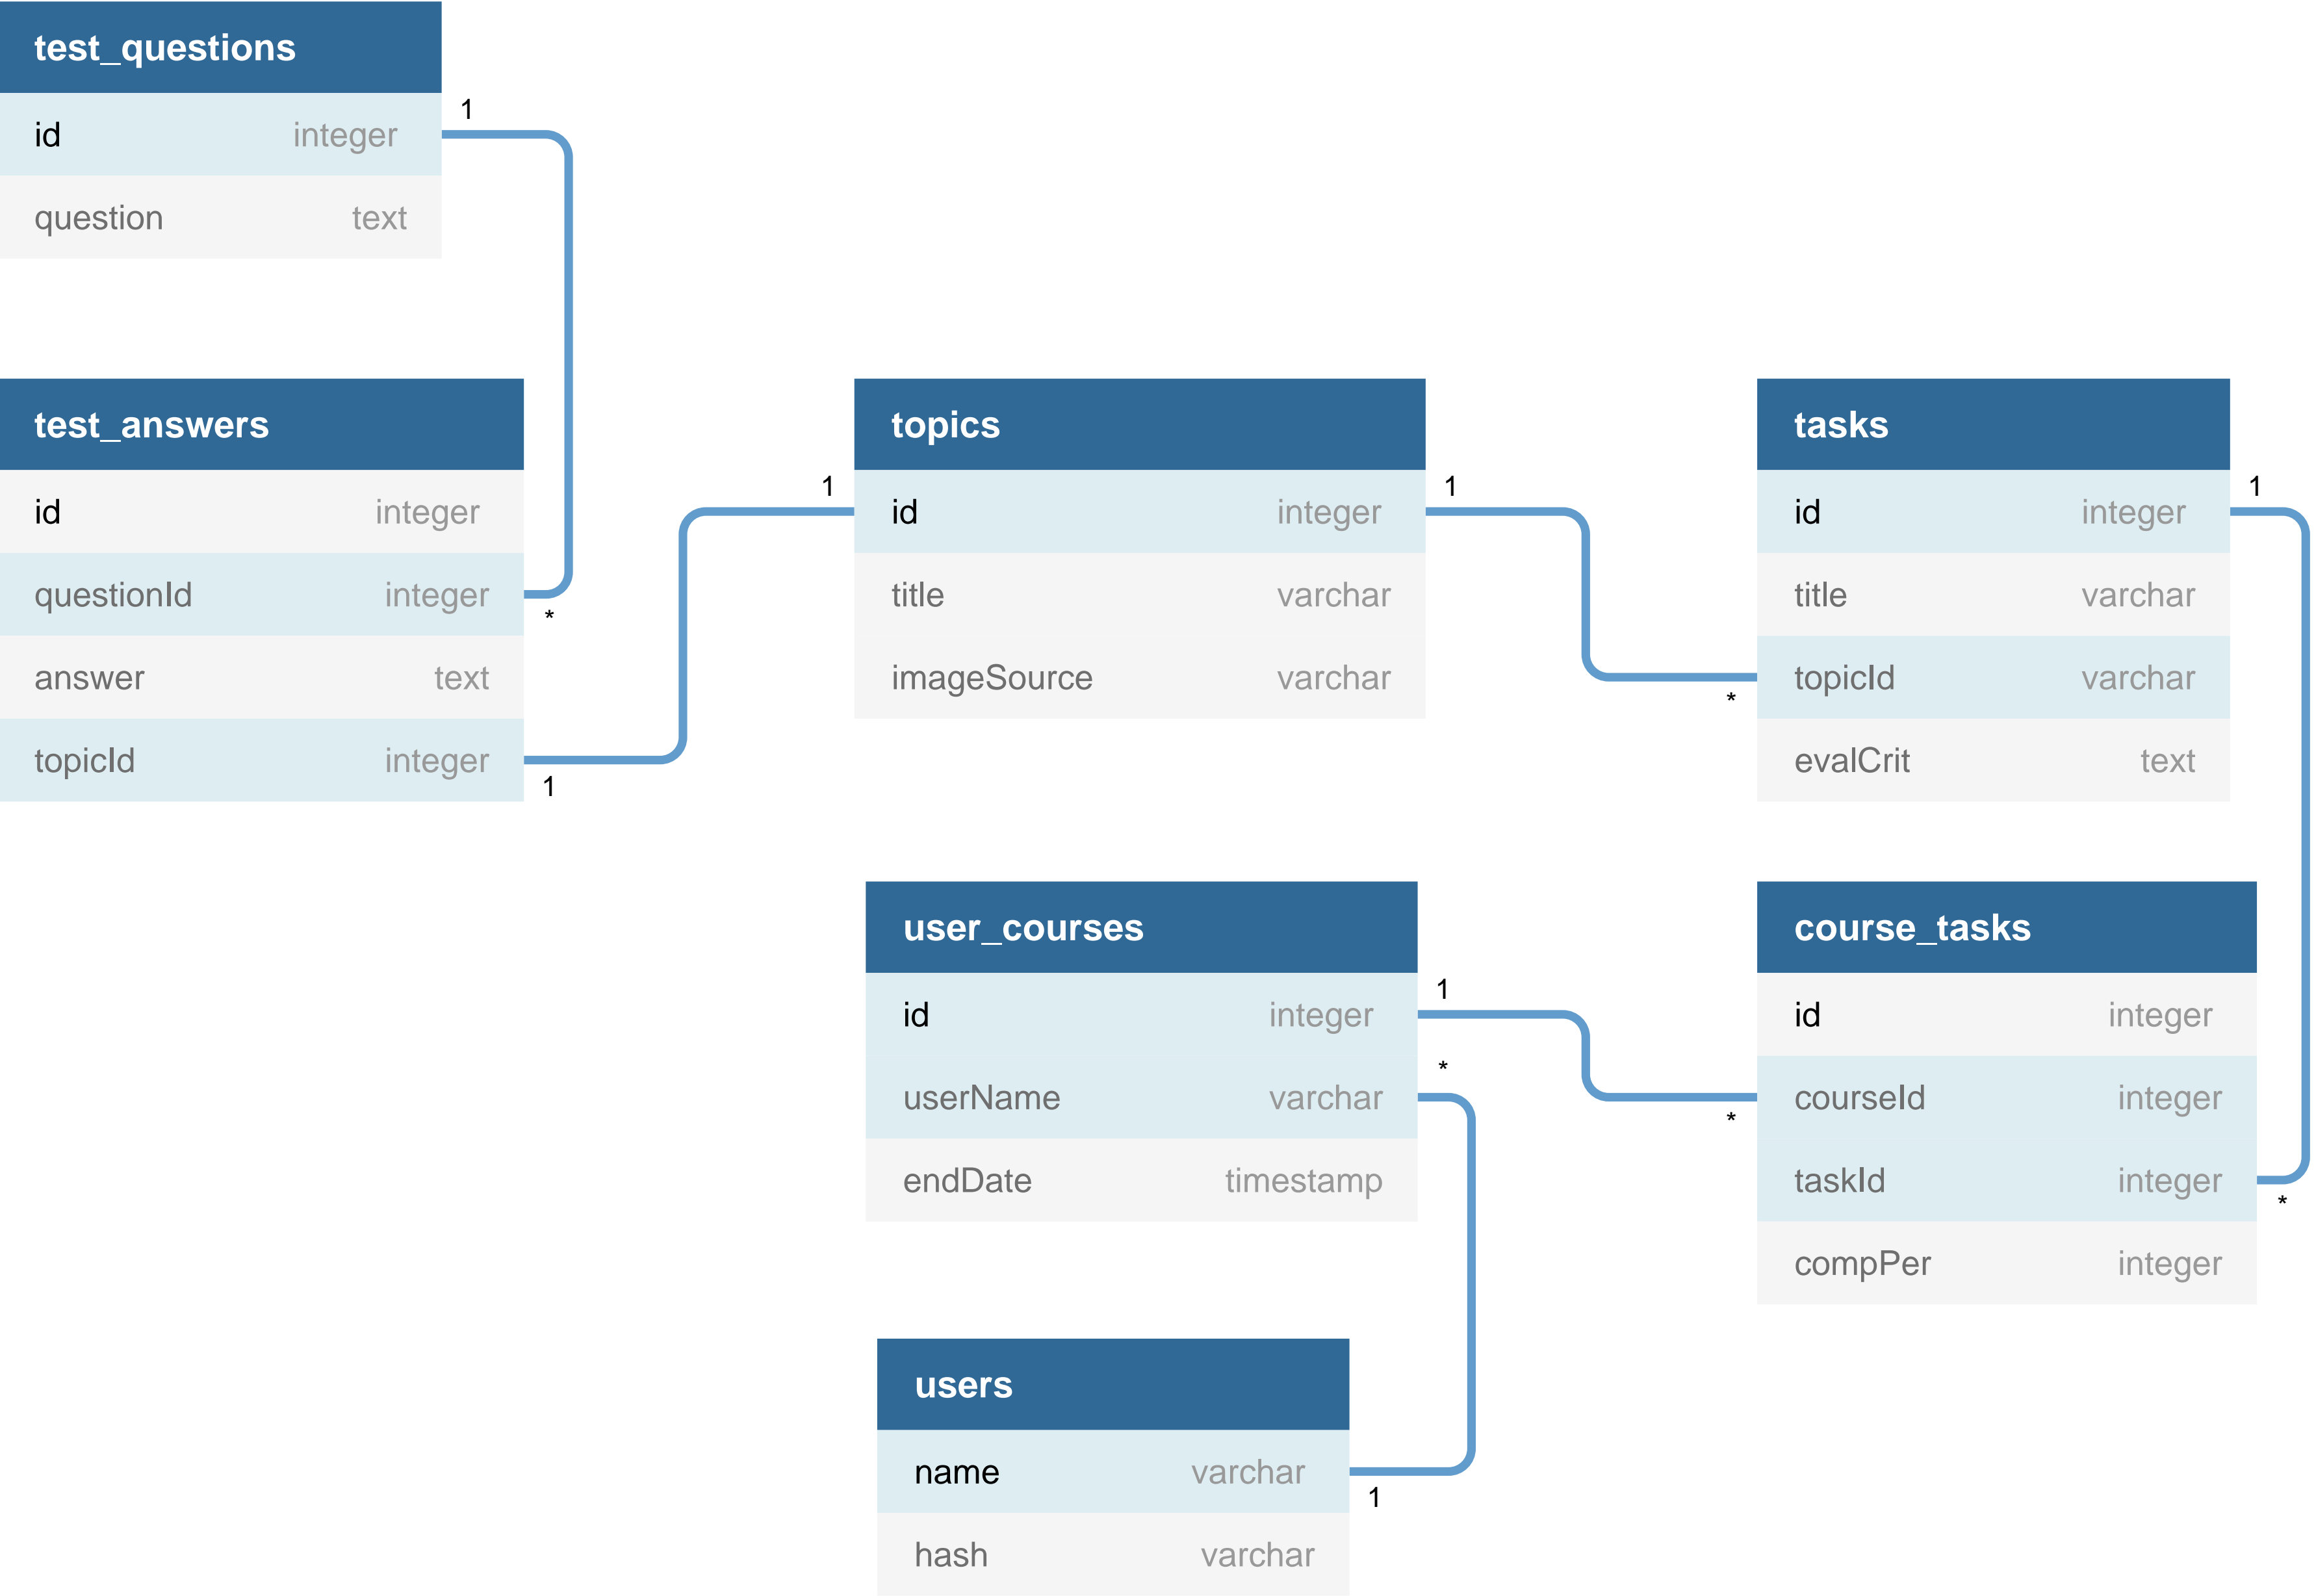 test_questions
1
id integer
question text
test_answers
id integer
questionId integer
*
answer text
topicId integer
1
topics
1
1
id integer
title varchar
imageSource varchar
tasks
1
id integer
title varchar
topicId varchar
*
evalCrit text
user_courses
1
id integer
*
userName varchar
endDate timestamp
course_tasks
id integer
courseId integer
*
taskId integer
*
compPer integer
users
name varchar
1
hash varchar